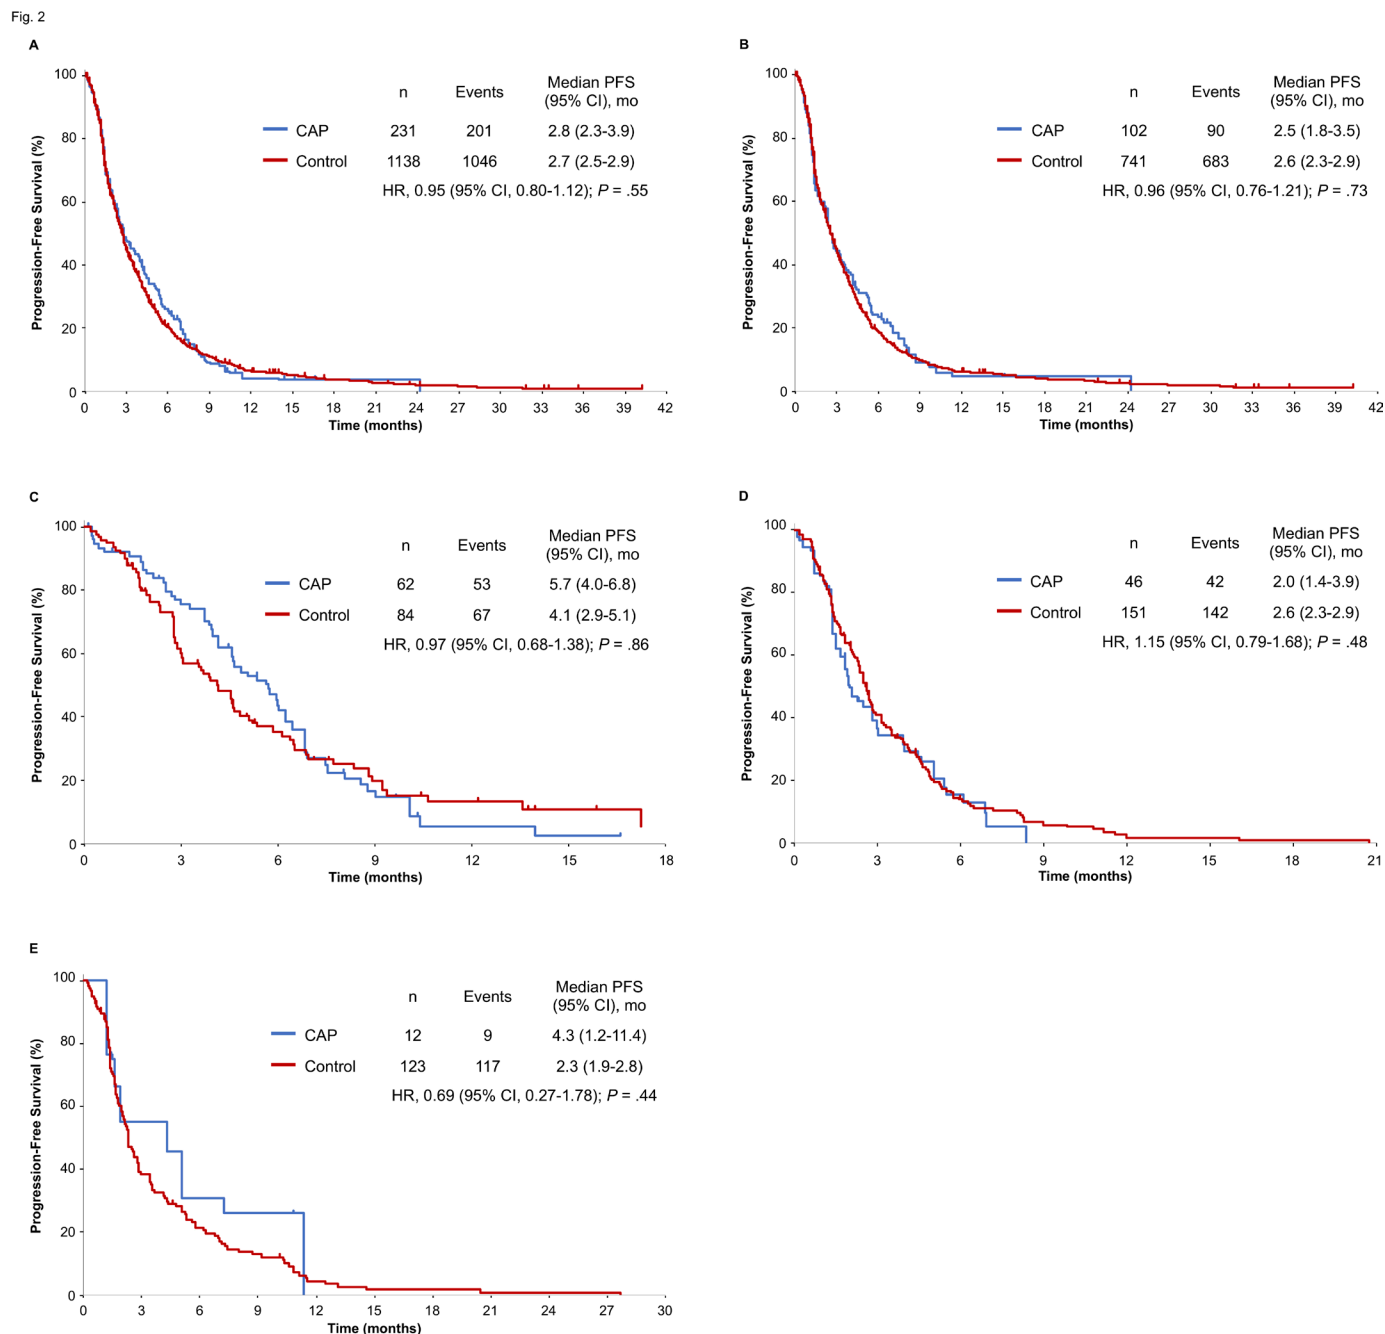 Fig. 2
A
Progression-Free Survival (%)
100
80
60
40
20
0
n Events Median PFS
(95% CI), mo
CAP 231 201 2.8 (2.3-3.9)
Control 1138 1046 2.7 (2.5-2.9)
HR, 0.95 (95% CI, 0.80-1.12); P = .55
0 3 6 9 12 15 18 21 24 27 30 33 36 39 42
Time (months)
B
Progression-Free Survival (%)
100
80
60
40
20
0
n Events Median PFS
(95% CI), mo
CAP 102 90 2.5 (1.8-3.5)
Control 741 683 2.6 (2.3-2.9)
HR, 0.96 (95% CI, 0.76-1.21); P = .73
0 3 6 9 12 15 18 21 24 27 30 33 36 39 42
Time (months)
C
Progression-Free Survival (%)
100
80
60
40
20
0
n Events Median PFS
(95% CI), mo
CAP 62 53 5.7 (4.0-6.8)
Control 84 67 4.1 (2.9-5.1)
HR, 0.97 (95% CI, 0.68-1.38); P = .86
0 3 6 9 12 15 18
Time (months)
D
Progression-Free Survival (%)
100
80
60
40
20
0
n Events Median PFS
(95% CI), mo
CAP 46 42 2.0 (1.4-3.9)
Control 151 142 2.6 (2.3-2.9)
HR, 1.15 (95% CI, 0.79-1.68); P = .48
0 3 6 9 12 15 18 21
Time (months)
E
Progression-Free Survival (%)
100
80
60
40
20
0
n Events Median PFS
(95% CI), mo
CAP 12 9 4.3 (1.2-11.4)
Control 123 117 2.3 (1.9-2.8)
HR, 0.69 (95% CI, 0.27-1.78); P = .44
0 3 6 9 12 15 18 21 24 27 30
Time (months)